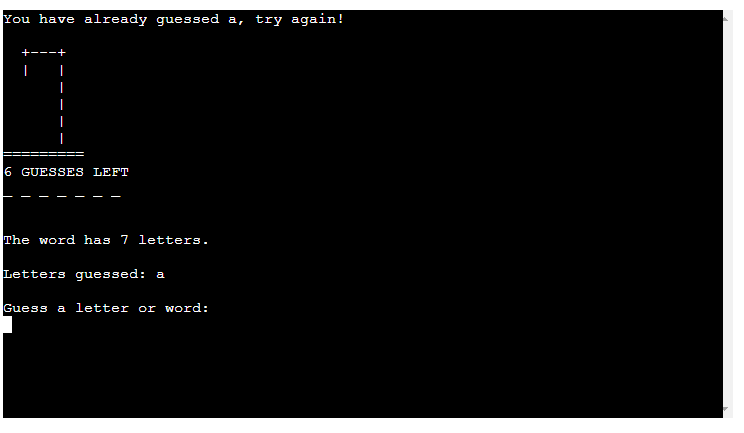 You have already guessed a, try again!
+---+
|   |
|
|
|
|
=========
6 GUESSES LEFT
_ _ _ _ _ _ _
The word has 7 letters.
Letters guessed: a
Guess a letter or word: